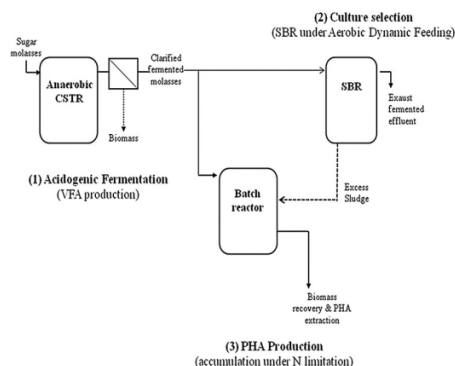 (2) Culture selection
(SBR under Aerobic Dynamic Feeding)
Sugar
molasses
Anaerobic
CSTR
Clarified
fermented
molasses
Biomass
SBR
Exaust
fermented
effluent
(1) Acidogenic Fermentation
(VFA production)
Batch
reactor
Excess
Sludge
Biomass
recovery & PHA
extraction
(3) PHA Production
(accumulation under N limitation)